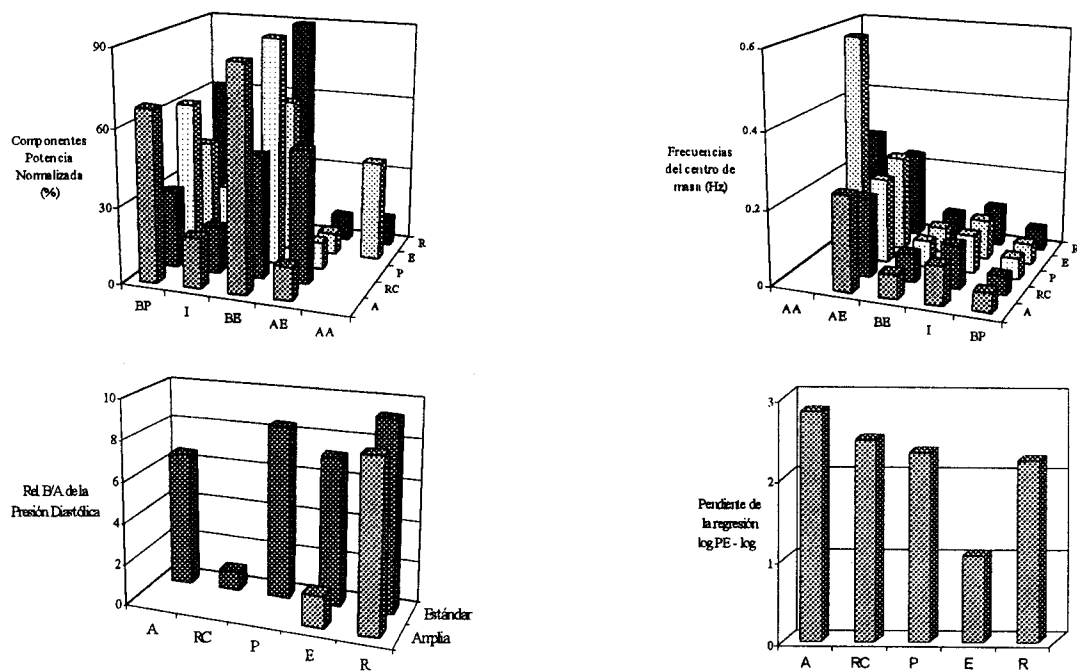 90
60
30
0
Componentes
Potencia
Normalizada
(%)
BP
I
BE
AE
AA
A
RC
P
E
R
0.6
0.4
0.2
0
Frecuencias
del centro de
masa (Hz)
AA
AE
BE
I
BP
A
RC
P
E
R
10
8
6
4
2
0
Rel B/A de la
Presión Diastólica
A
RC
P
E
R
Estándar
Amplia
3
2
1
0
Pendiente de
la regresión
log PE - log
A
RC
P
E
R